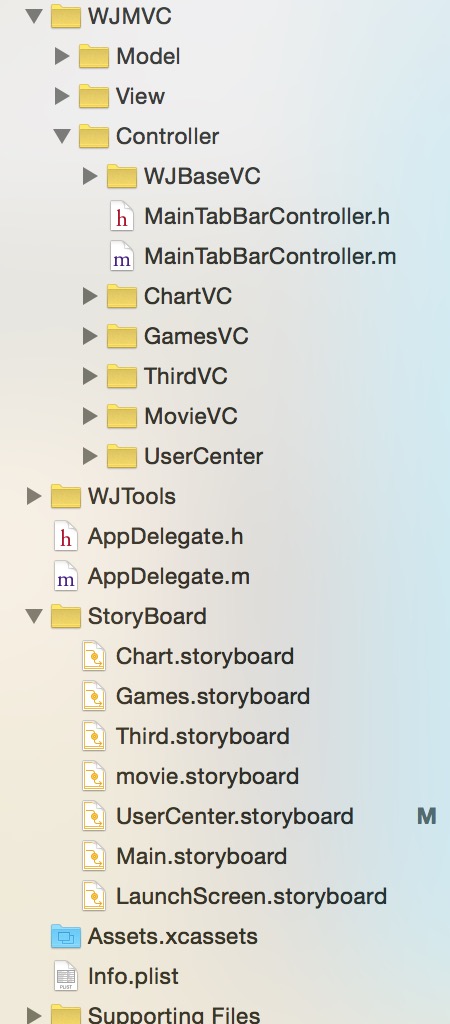 WJMVC
Model
View
Controller
WJBaseVC
h MainTabBarController.h
m MainTabBarController.m
ChartVC
GamesVC
ThirdVC
MovieVC
UserCenter
WJTools
h AppDelegate.h
m AppDelegate.m
StoryBoard
Chart.storyboard
Games.storyboard
Third.storyboard
movie.storyboard
UserCenter.storyboard M
Main.storyboard
LaunchScreen.storyboard
Assets.xcassets
PLIST Info.plist
Supporting Files